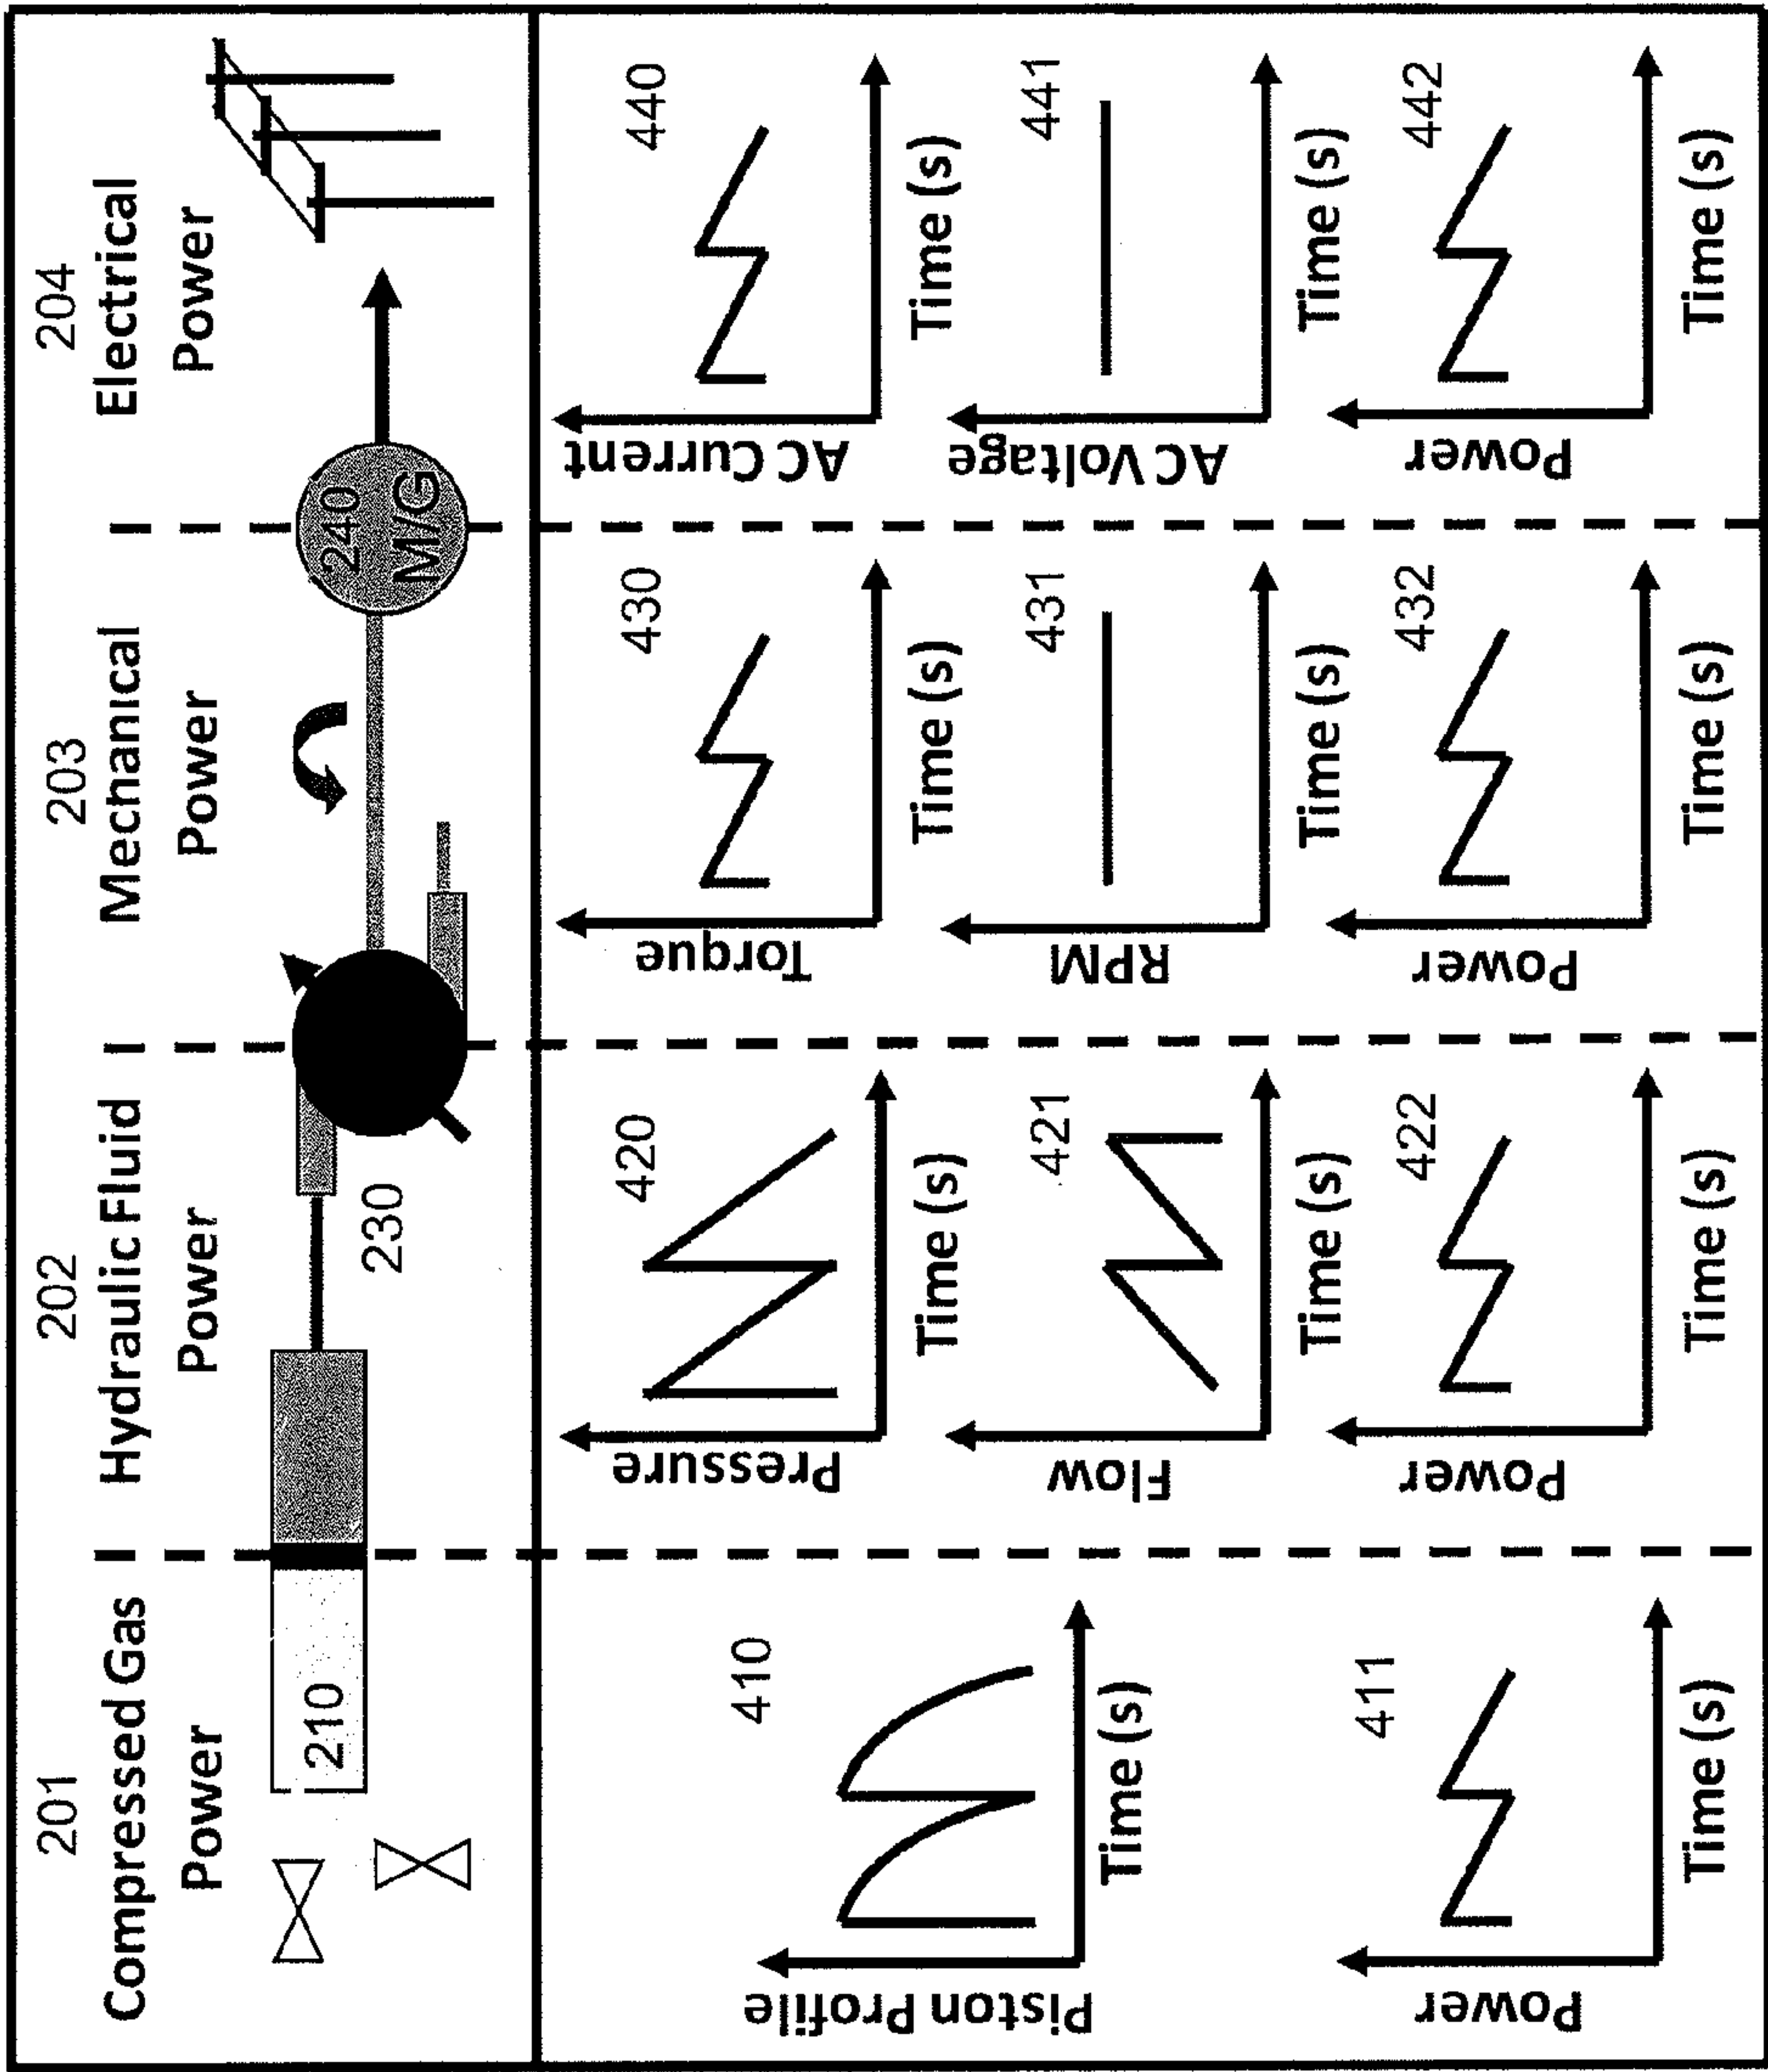 201
Compressed Gas
Power
210
202
Hydraulic Fluid
Power
230
203
Mechanical
Power
204
Electrical
Power
240
M/G
Piston Profile
410
Time (s)
Power
411
Time (s)
Pressure
420
Time (s)
Flow
421
Time (s)
Power
422
Time (s)
Torque
430
Time (s)
RPM
431
Time (s)
Power
432
Time (s)
AC Current
440
Time (s)
AC Voltage
441
Time (s)
Power
442
Time (s)